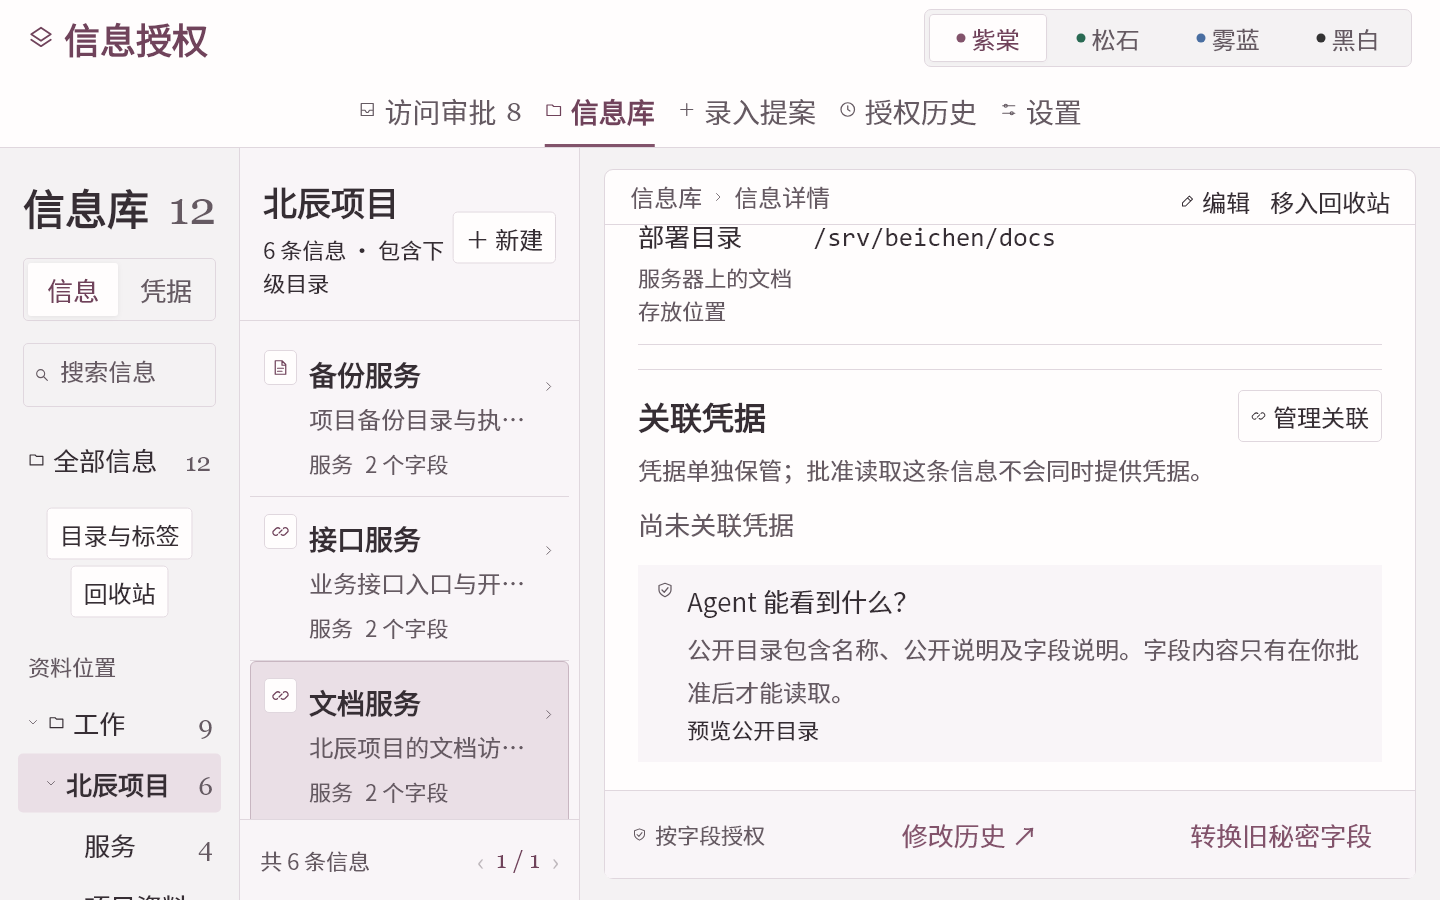 信息授权
紫棠 松石 雾蓝 黑白
访问审批 8 信息库 录入提案 授权历史 设置
信息库 12
信息 凭据
搜索信息
全部信息 12
目录与标签
回收站
资料位置
工作 9
北辰项目 6
服务 4
北辰项目
6 条信息 · 包含下
级目录
新建
备份服务
项目备份目录与执…
服务 2 个字段
接口服务
业务接口入口与开…
服务 2 个字段
文档服务
北辰项目的文档访…
服务 2 个字段
共 6 条信息 ‹ 1 / 1 ›
信息库 › 信息详情
编辑 移入回收站
部署目录 /srv/beichen/docs
服务器上的文档
存放位置
关联凭据
管理关联
凭据单独保管；批准读取这条信息不会同时提供凭据。
尚未关联凭据
Agent 能看到什么？
公开目录包含名称、公开说明及字段说明。字段内容只有在你批
准后才能读取。
预览公开目录
按字段授权 修改历史 ↗ 转换旧秘密字段